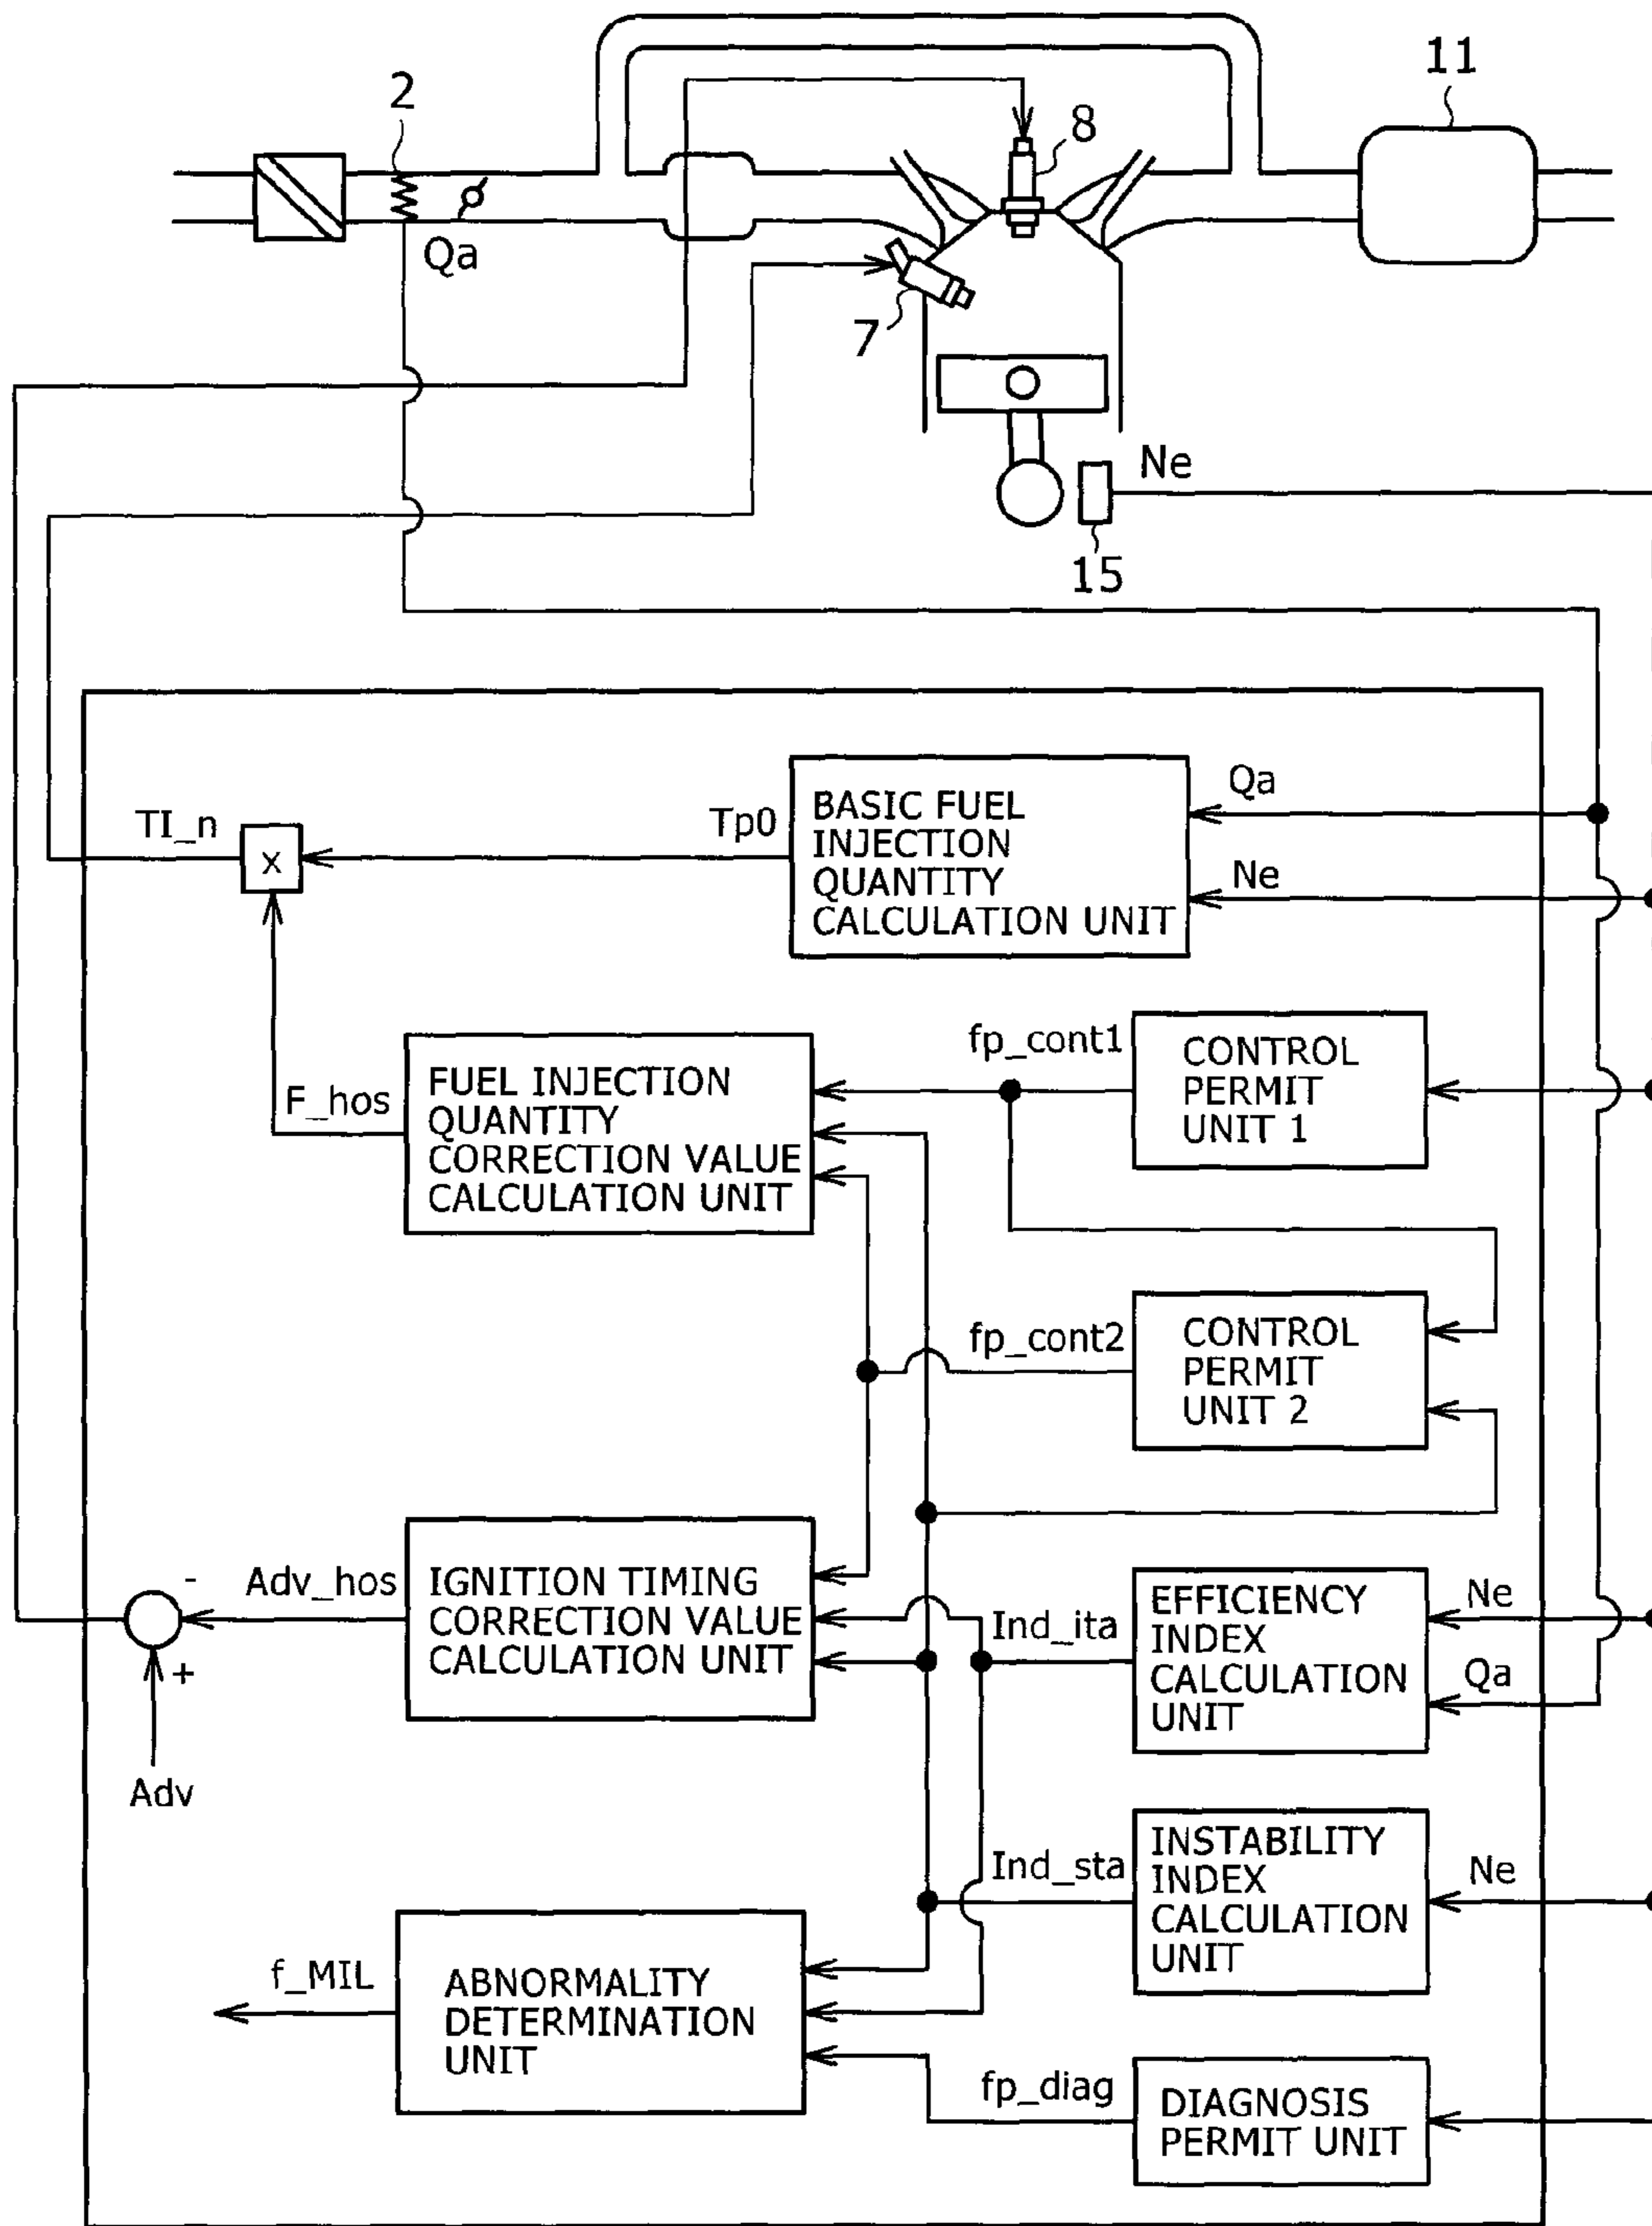 11
2
8
Qa
7
Ne
15
Qa
TI_n
Tp0
BASIC FUEL
INJECTION
QUANTITY
CALCULATION UNIT
x
Ne
fp_cont1
CONTROL
PERMIT
UNIT 1
F_hos
FUEL INJECTION
QUANTITY
CORRECTION VALUE
CALCULATION UNIT
fp_cont2
CONTROL
PERMIT
UNIT 2
-
Adv_hos
IGNITION TIMING
CORRECTION VALUE
CALCULATION UNIT
Ind_ita
EFFICIENCY
INDEX
CALCULATION
UNIT
Ne
Qa
+
Adv
Ind_sta
INSTABILITY
INDEX
CALCULATION
UNIT
Ne
f_MIL
ABNORMALITY
DETERMINATION
UNIT
fp_diag
DIAGNOSIS
PERMIT UNIT